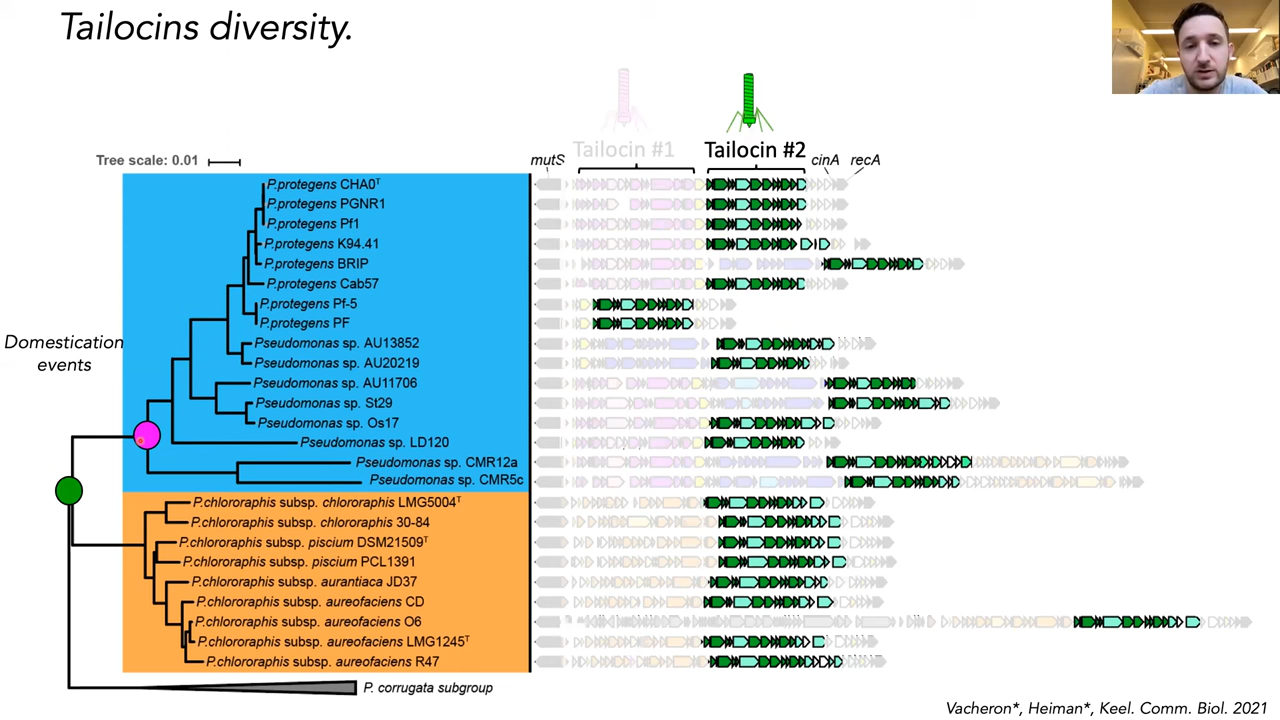 Tailocins diversity.
Tailocin #1
Tailocin #2
Tree scale: 0.01
mutS
cinA
recA
P.protegens CHA0ᵀ
P.protegens PGNR1
P.protegens Pf1
P.protegens K94.41
P.protegens BRIP
P.protegens Cab57
P.protegens Pf-5
P.protegens PF
Domestication
events
Pseudomonas sp. AU13852
Pseudomonas sp. AU20219
Pseudomonas sp. AU11706
Pseudomonas sp. St29
Pseudomonas sp. Os17
Pseudomonas sp. LD120
Pseudomonas sp. CMR12a
Pseudomonas sp. CMR5c
P.chlororaphis subsp. chlororaphis LMG5004ᵀ
P.chlororaphis subsp. chlororaphis 30-84
P.chlororaphis subsp. piscium DSM21509ᵀ
P.chlororaphis subsp. piscium PCL1391
P.chlororaphis subsp. aurantiaca JD37
P.chlororaphis subsp. aureofaciens CD
P.chlororaphis subsp. aureofaciens O6
P.chlororaphis subsp. aureofaciens LMG1245ᵀ
P.chlororaphis subsp. aureofaciens R47
P. corrugata subgroup
Vacheron*, Heiman*, Keel. Comm. Biol. 2021